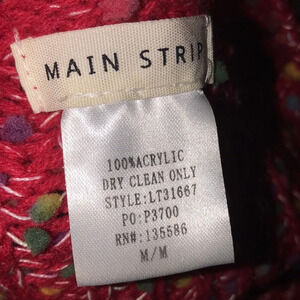 MAIN STRIP
100%ACRYLIC
DRY CLEAN ONLY
STYLE:LT31667
PO:P3700
RN#:135586
M/M